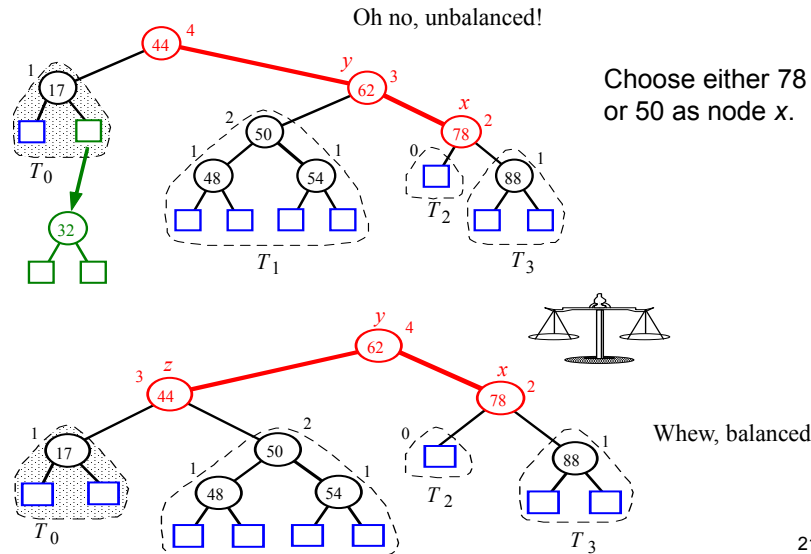 Oh no, unbalanced!
44 4
y
62 3
Choose either 78
or 50 as node x.
1
17
2
50
x
78 2
T0
1
48
1
54
0
T2
1
88
T3
32
T1
y
62 4
z
3
44
x
78 2
1
17
2
50
0
T2
1
88
Whew, balanced
1
48
1
54
T0
T3